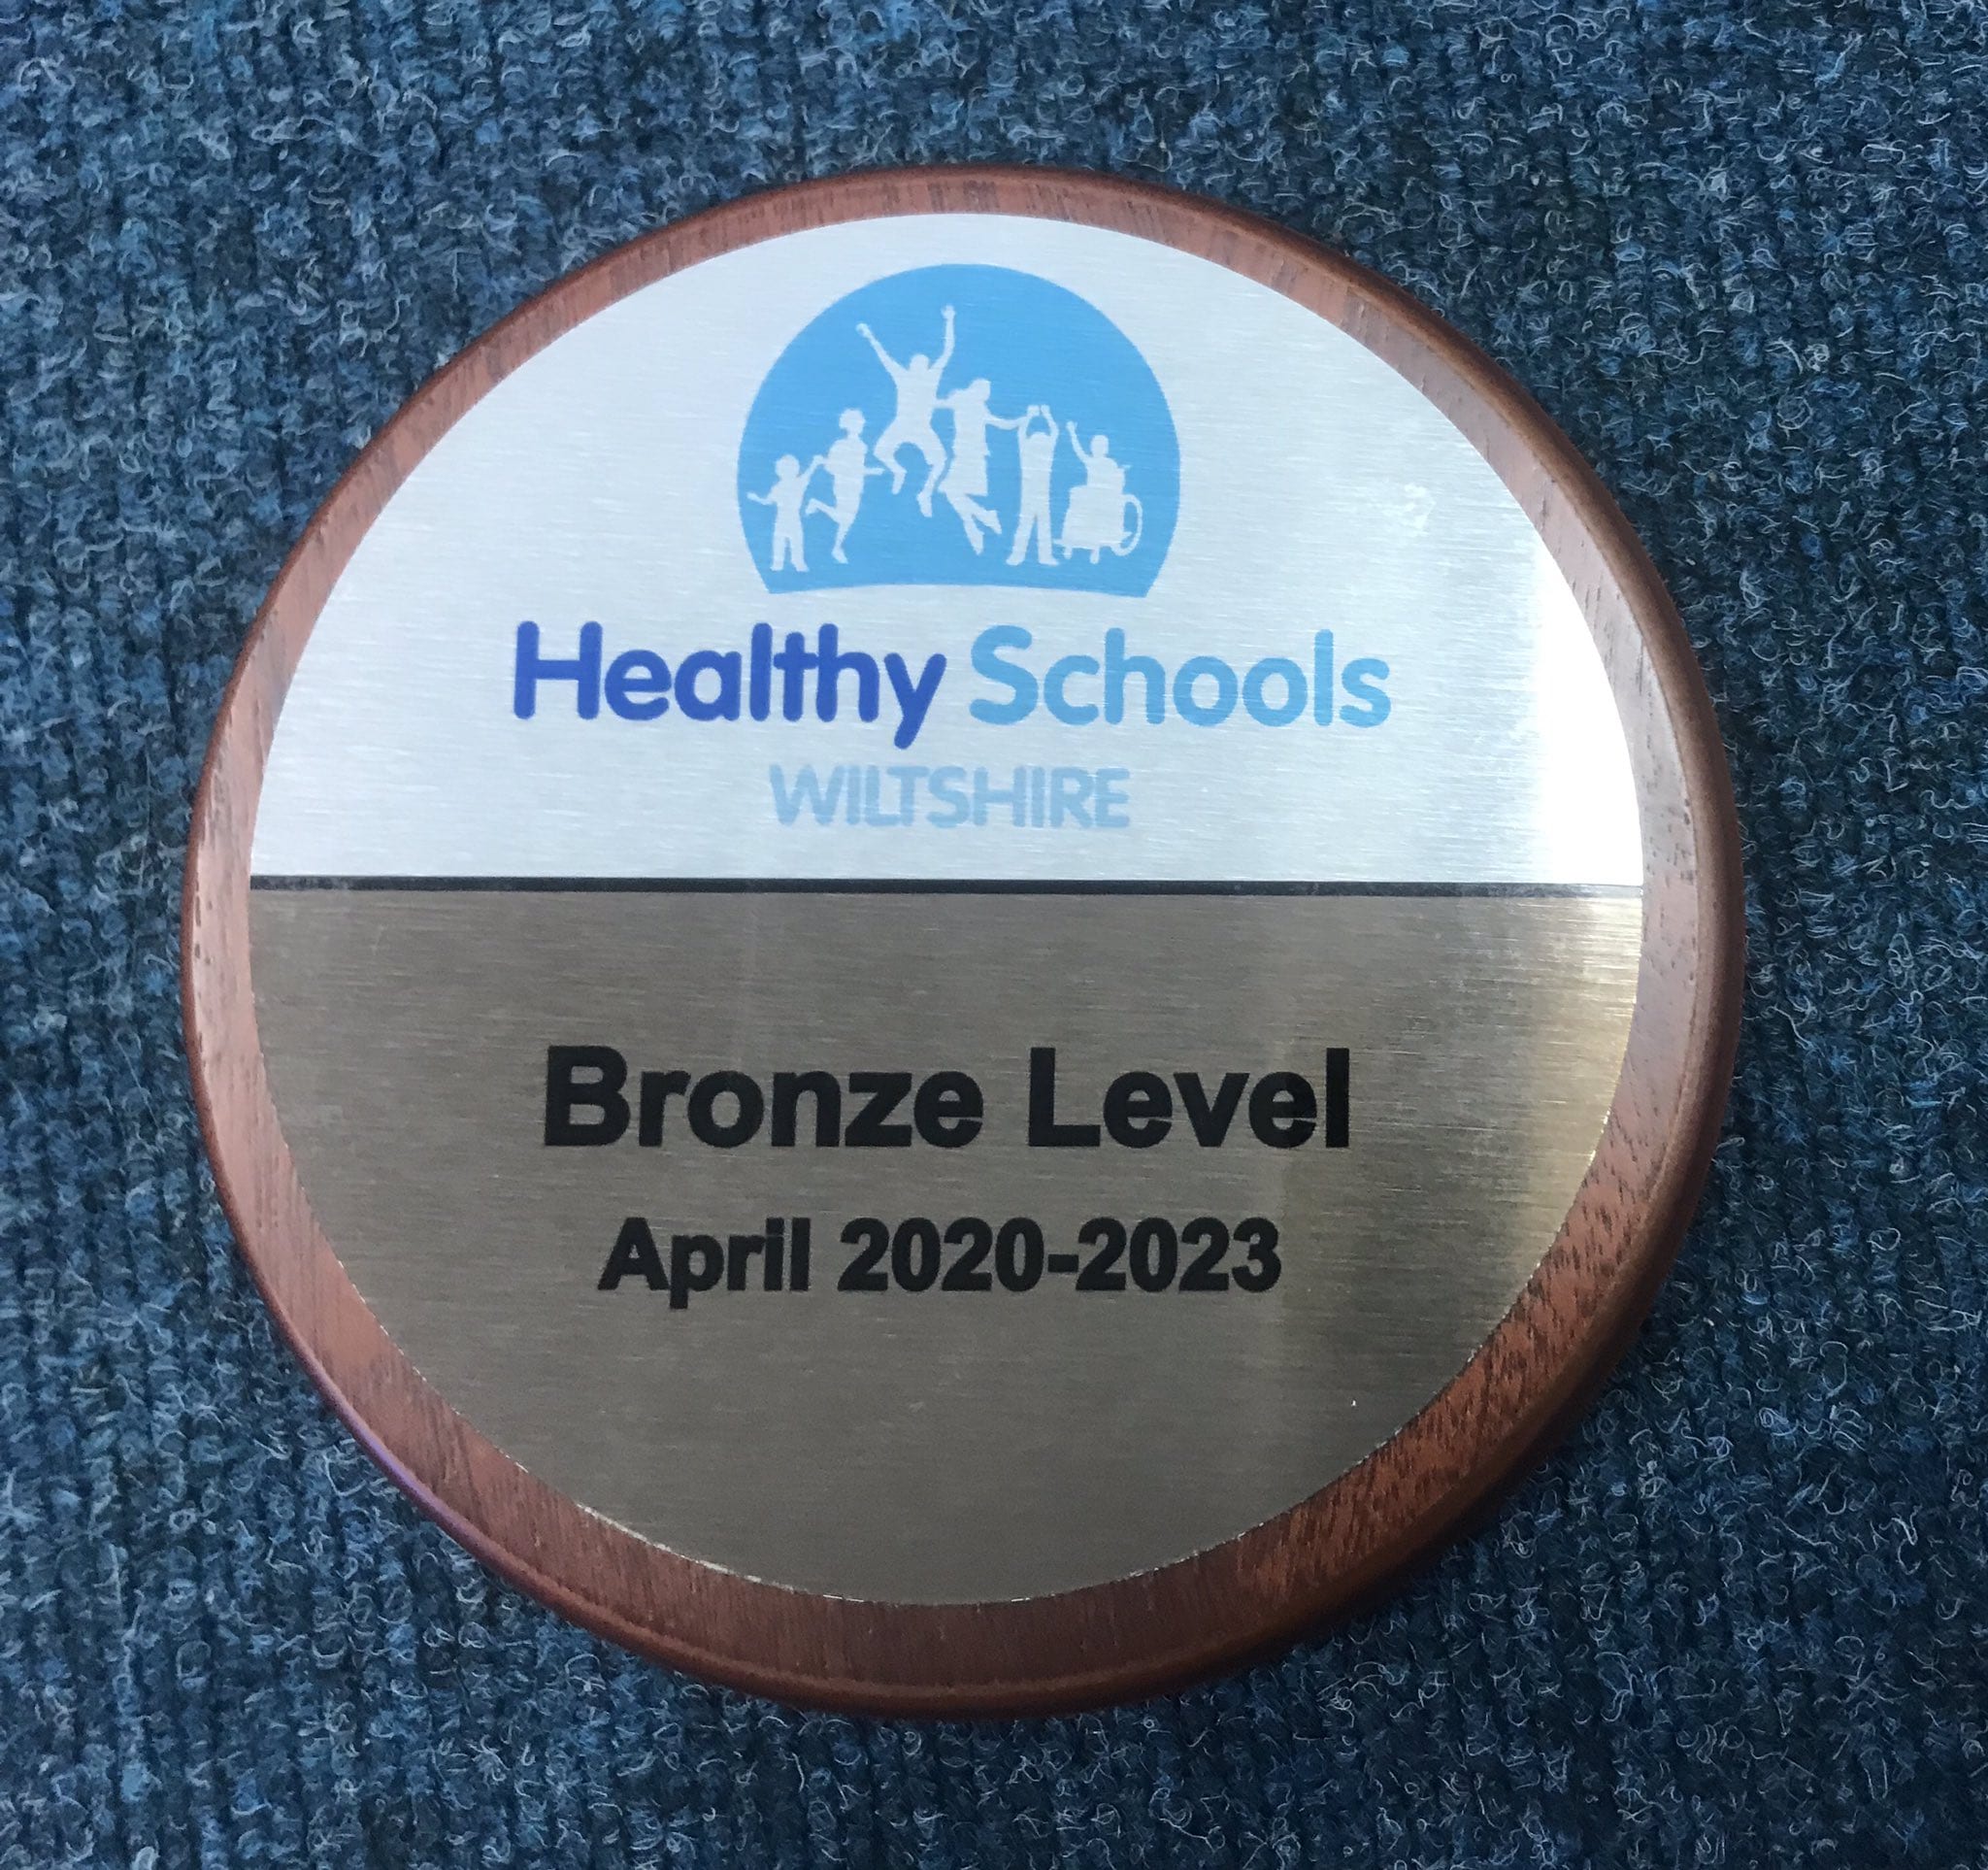 Healthy Schools
WILTSHIRE
Bronze Level
April 2020-2023